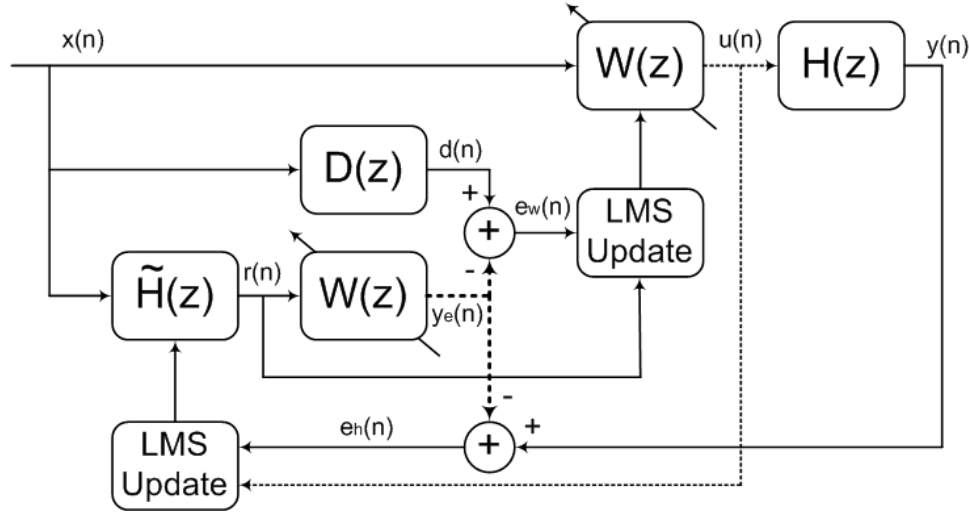 x(n)
W(z)
u(n)
H(z)
y(n)
D(z)
d(n)
+
+
-
e_w(n)
LMS
Update
H̃(z)
r(n)
W(z)
y_e(n)
-
+
+
e_h(n)
LMS
Update